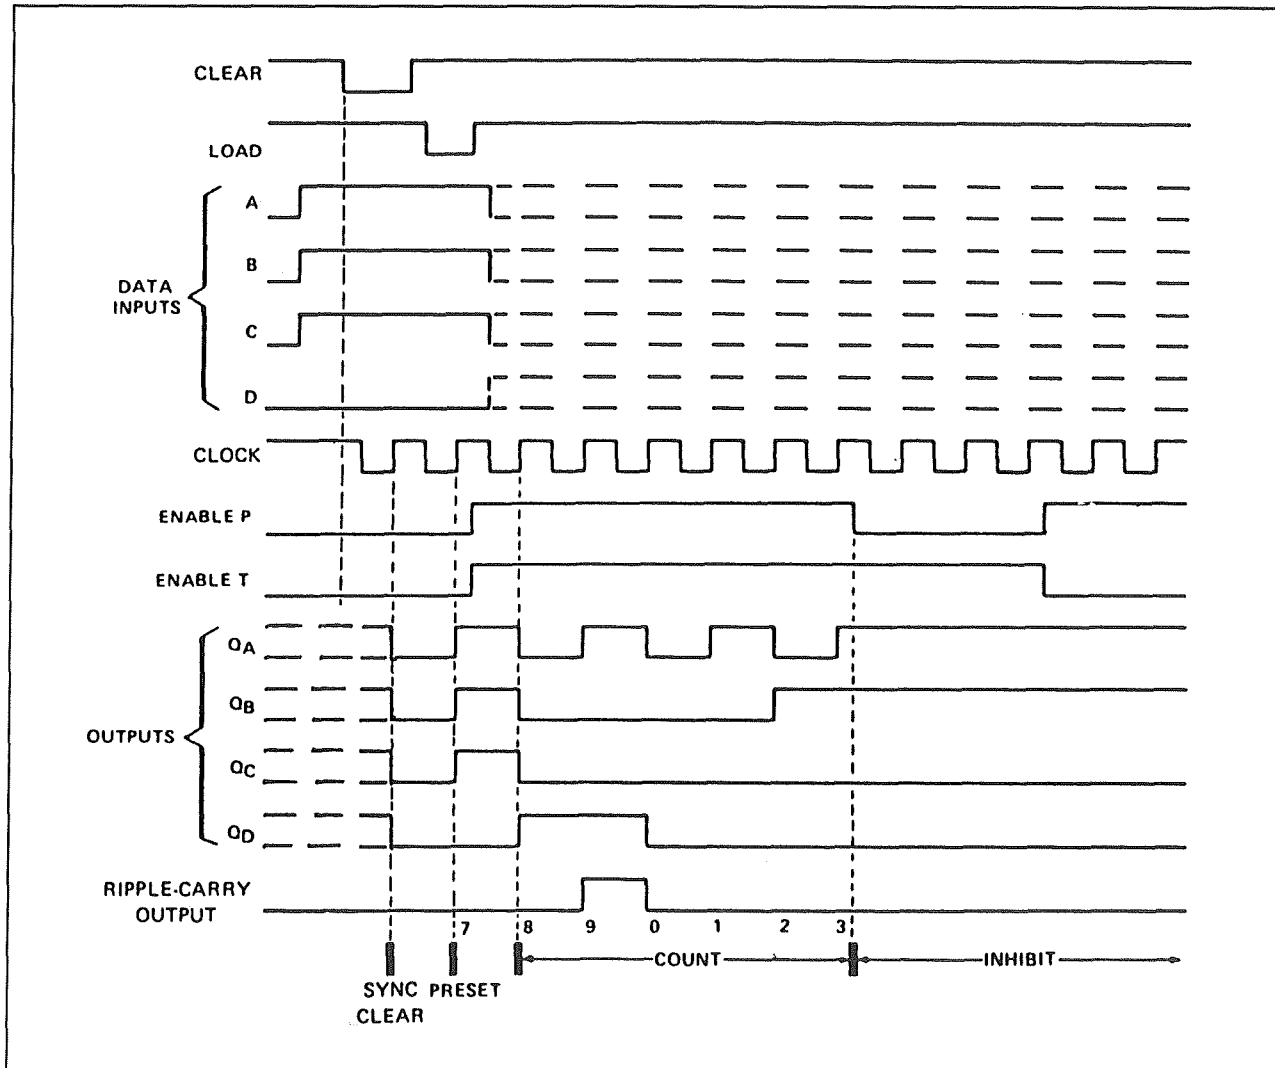 CLEAR
LOAD
A
B
DATA
INPUTS
C
D
CLOCK
ENABLE P
ENABLE T
QA
QB
OUTPUTS
QC
QD
RIPPLE-CARRY
OUTPUT
7 8 9 0 1 2 3
COUNT INHIBIT
SYNC PRESET
CLEAR